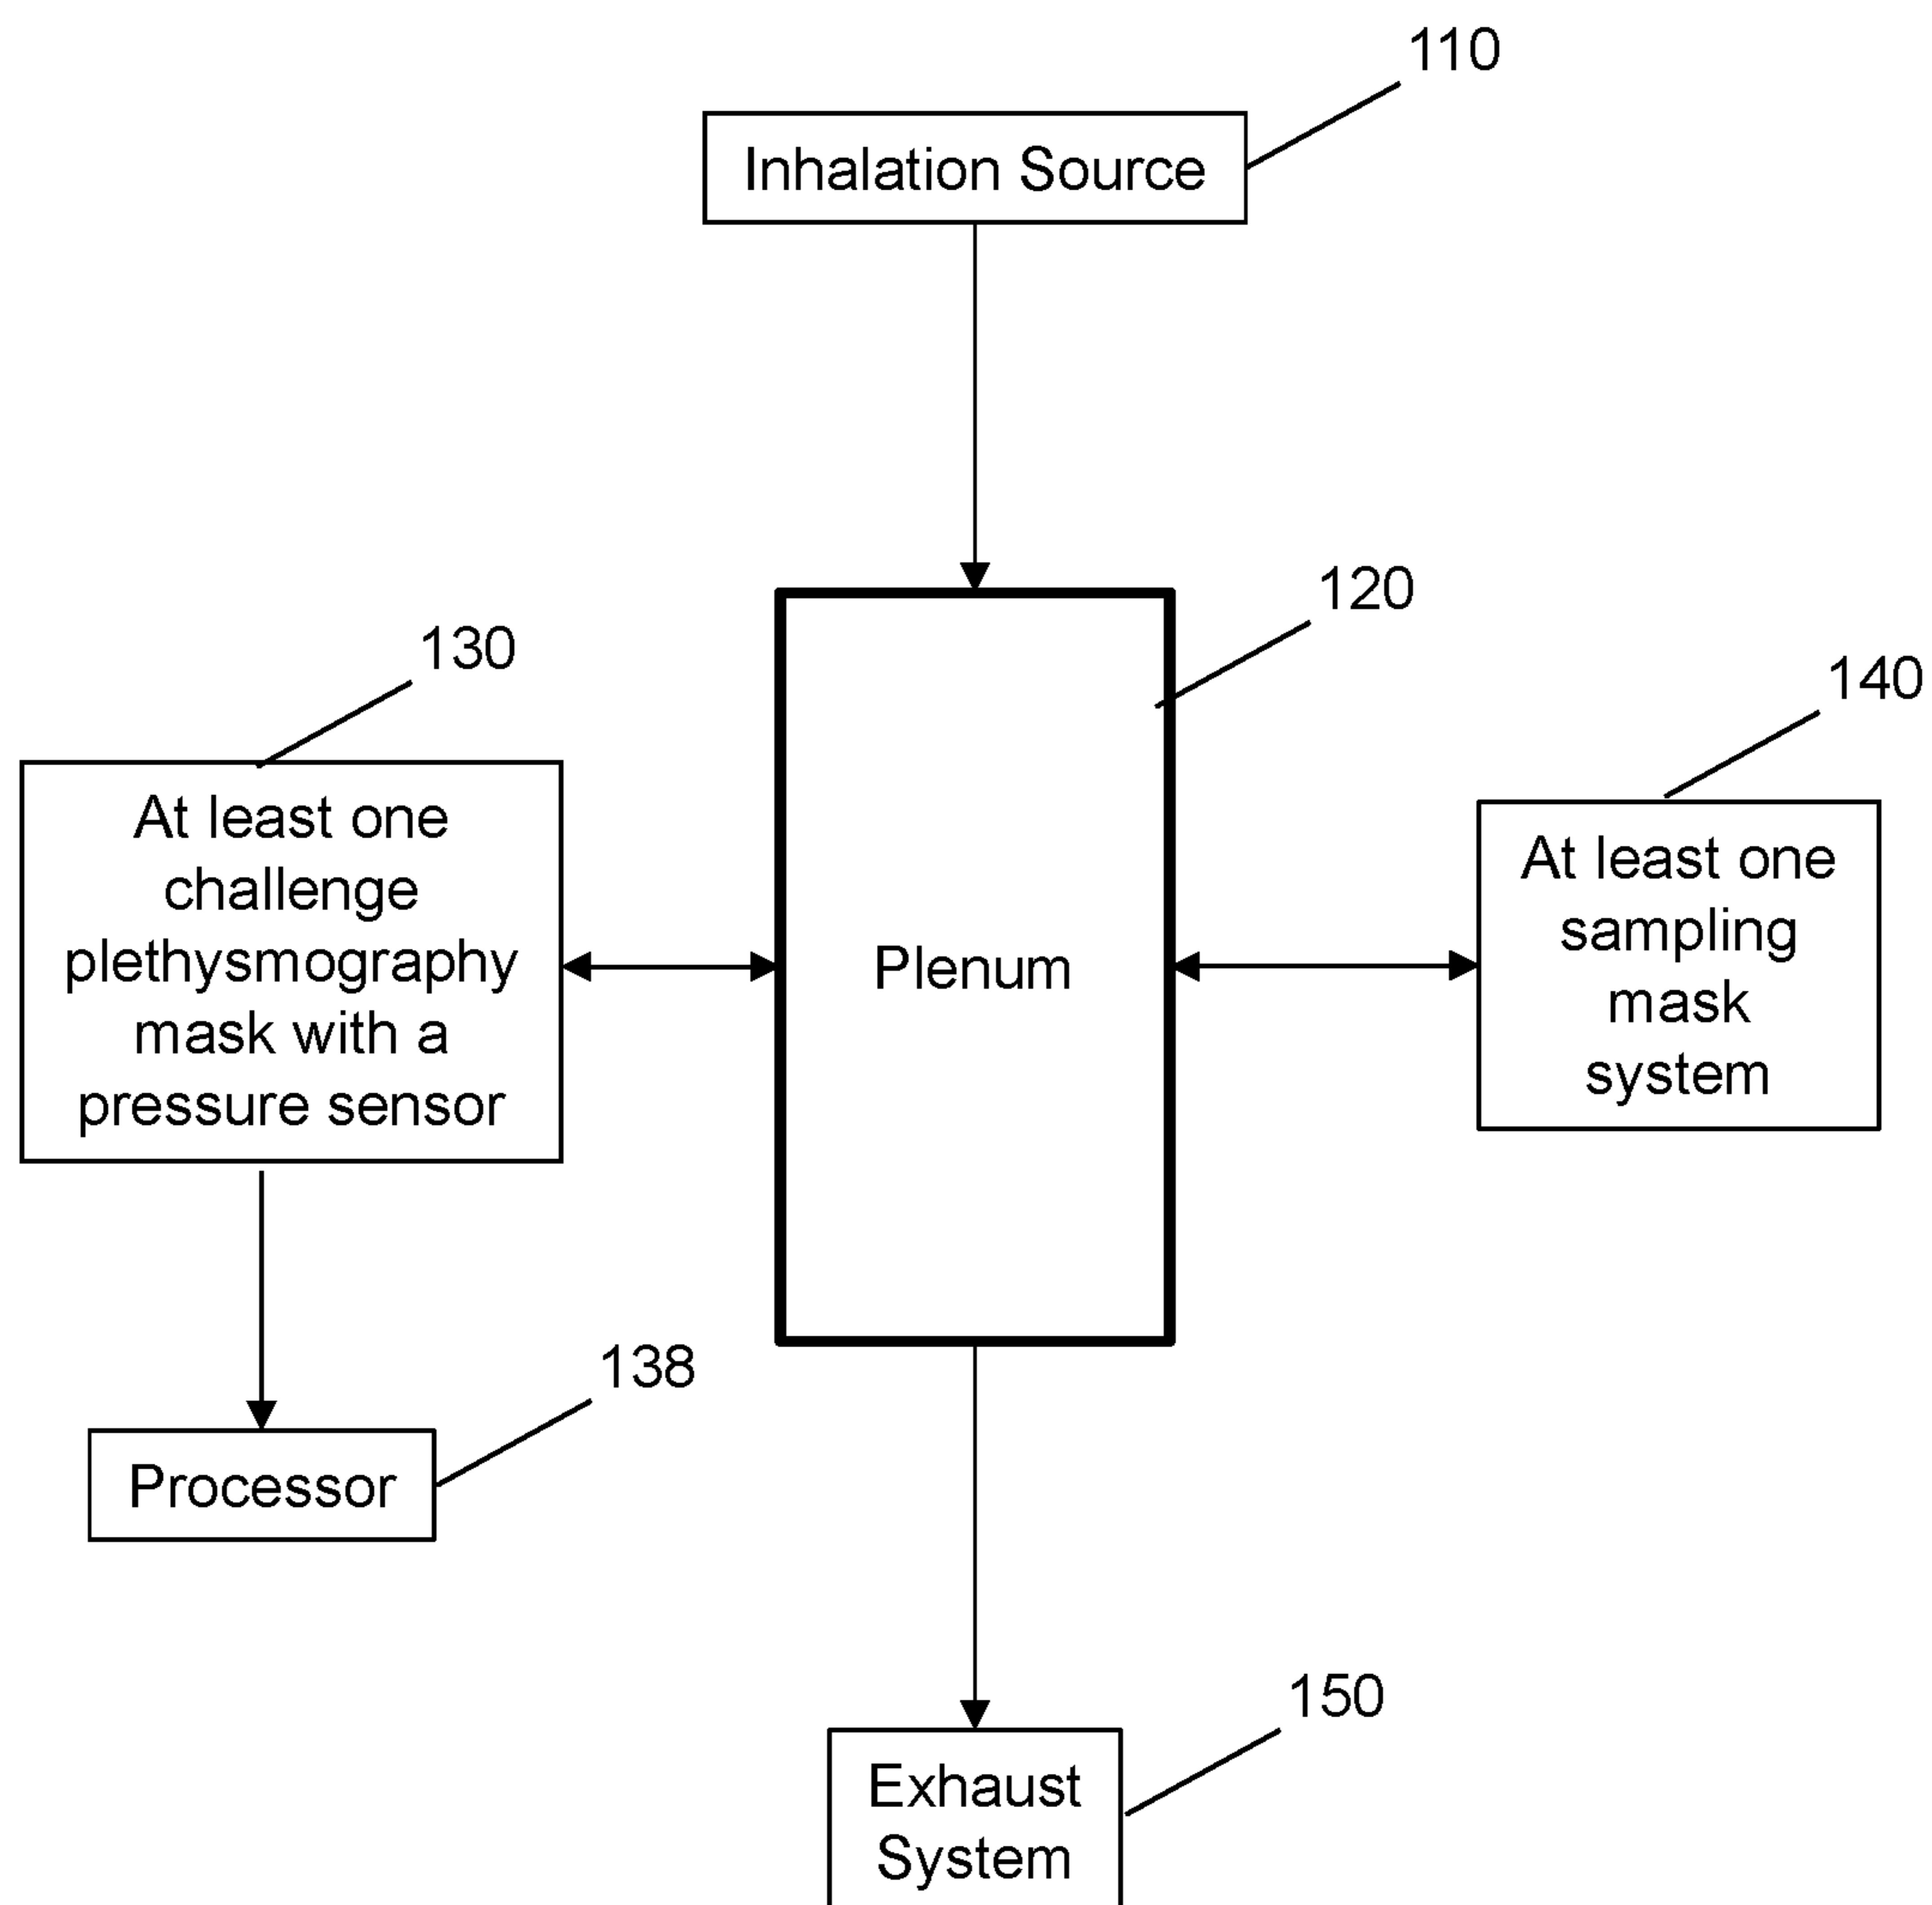 110
Inhalation Source
120
130
140
At least one
challenge
plethysmography
mask with a
pressure sensor
Plenum
At least one
sampling
mask
system
138
Processor
150
Exhaust
System